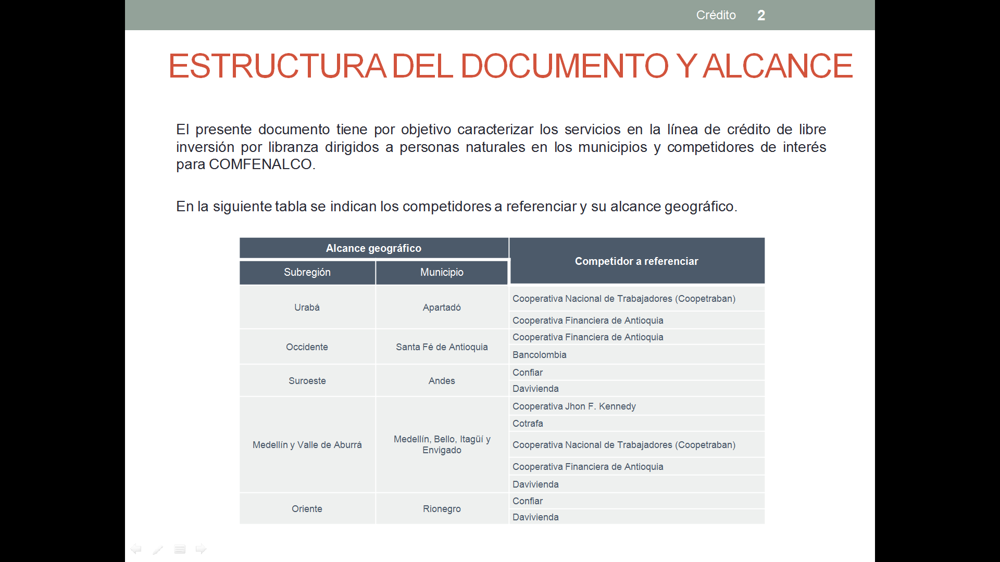 Crédito 2
ESTRUCTURA DEL DOCUMENTO Y ALCANCE
El presente documento tiene por objetivo caracterizar los servicios en la línea de crédito de libre
inversión por libranza dirigidos a personas naturales en los municipios y competidores de interés
para COMFENALCO.
En la siguiente tabla se indican los competidores a referenciar y su alcance geográfico.
Alcance geográfico
Competidor a referenciar
Subregión
Municipio
Urabá
Apartadó
Cooperativa Nacional de Trabajadores (Coopetraban)
Cooperativa Financiera de Antioquia
Occidente
Santa Fé de Antioquia
Cooperativa Financiera de Antioquia
Bancolombia
Suroeste
Andes
Confiar
Davivienda
Medellín y Valle de Aburrá
Medellín, Bello, Itagüí y
Envigado
Cooperativa Jhon F. Kennedy
Cotrafa
Cooperativa Nacional de Trabajadores (Coopetraban)
Cooperativa Financiera de Antioquia
Davivienda
Oriente
Rionegro
Confiar
Davivienda